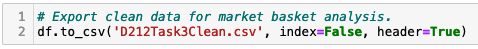 1 # Export clean data for market basket analysis.
2 df.to_csv('D212Task3Clean.csv', index=False, header=True)